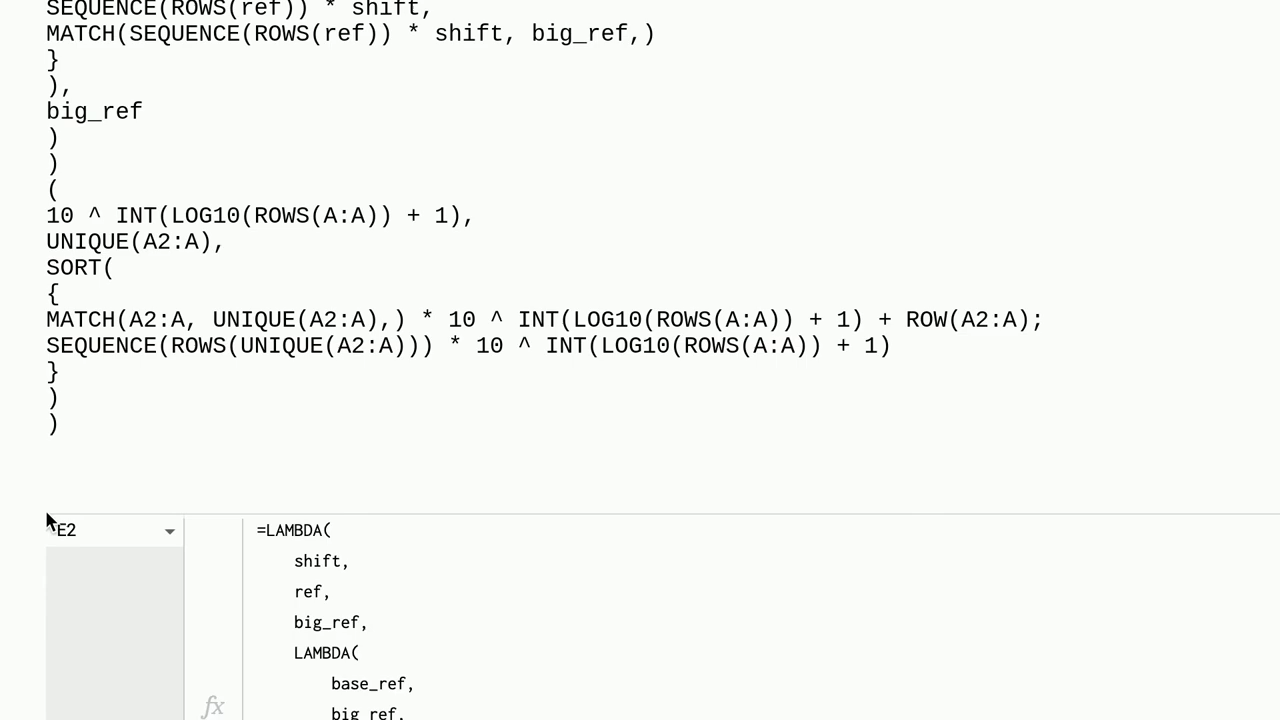 SEQUENCE(ROWS(ref)) * shift,
MATCH(SEQUENCE(ROWS(ref)) * shift, big_ref,)
}
),
big_ref
)
)
(
10 ^ INT(LOG10(ROWS(A:A)) + 1),
UNIQUE(A2:A),
SORT(
{
MATCH(A2:A, UNIQUE(A2:A),) * 10 ^ INT(LOG10(ROWS(A:A)) + 1) + ROW(A2:A);
SEQUENCE(ROWS(UNIQUE(A2:A))) * 10 ^ INT(LOG10(ROWS(A:A)) + 1)
}
)
)
E2
fx
=LAMBDA(
shift,
ref,
big_ref,
LAMBDA(
base_ref,
big_ref,